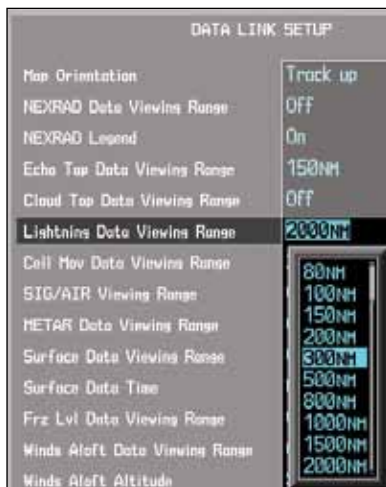 DATA LINK SETUP
Map Orientation Track up
NEXRAD Data Viewing Range Off
NEXRAD Legend On
Echo Top Data Viewing Range 150NM
Cloud Top Data Viewing Range Off
Lightning Data Viewing Range 2000NM
Cell Mov Data Viewing Range
SIG/AIR Viewing Range
METAR Data Viewing Range
Surface Data Viewing Range
Surface Data Time
Frz Lvl Data Viewing Range
Winds Aloft Data Viewing Range
Winds Aloft Altitude
80NM
100NM
150NM
200NM
300NM
500NM
800NM
1000NM
1500NM
2000NM